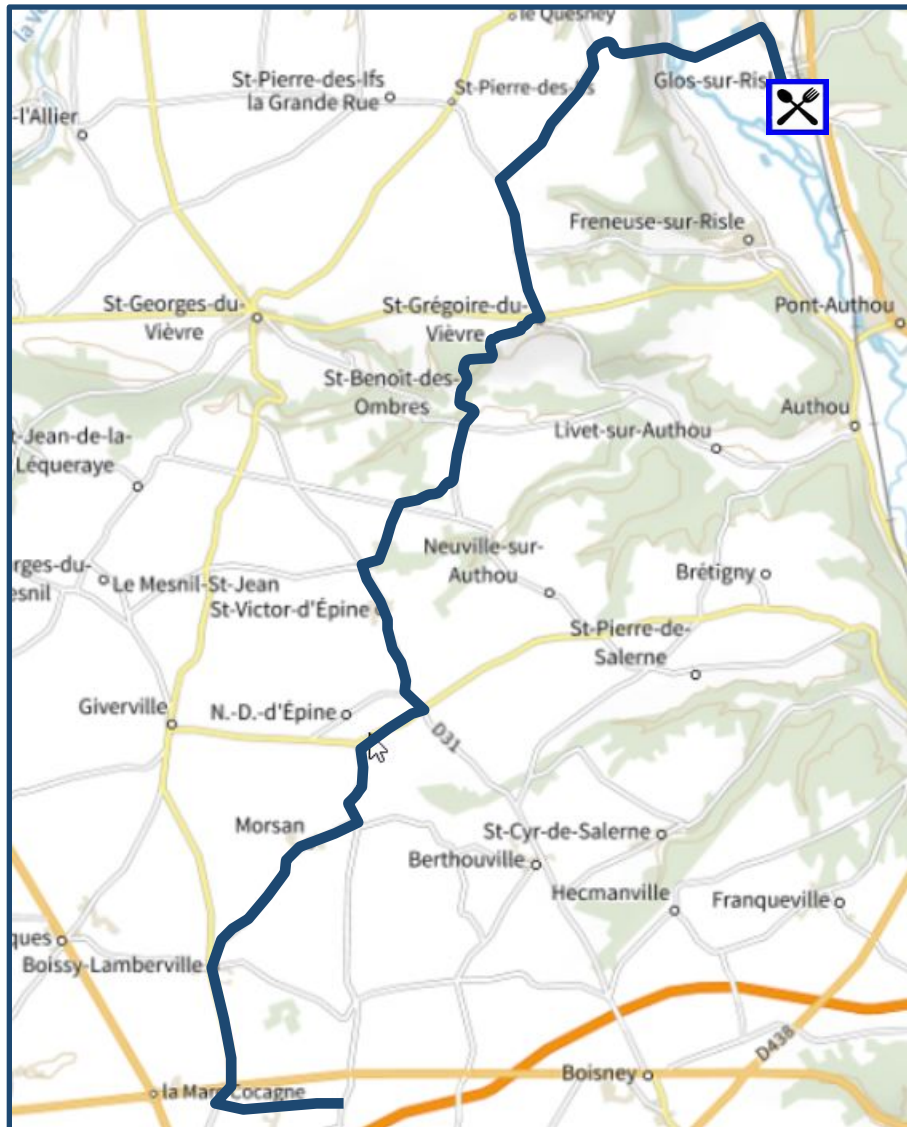 la Ve
le Quesney
St-Pierre-des-Ifs
la Grande Rue
St-Pierre-des-Ifs
Glos-sur-Risl
-l'Allier
Freneuse-sur-Risle
St-Georges-du-
Vièvre
St-Grégoire-du-
Vièvre
Pont-Authou
St-Benoît-des-
Ombres
Authou
t-Jean-de-la-
Léqueraye
Livet-sur-Authou
Neuville-sur-
Authou
Brétigny
rges-du-
esnil
Le Mesnil-St-Jean
St-Victor-d'Épine
St-Pierre-de-
Salerne
Giverville
N.-D.-d'Épine
D31
Morsan
St-Cyr-de-Salerne
Berthouville
Hecmanville
Franqueville
ques
Boissy-Lamberville
D438
Boisney
la Mare Cocagne